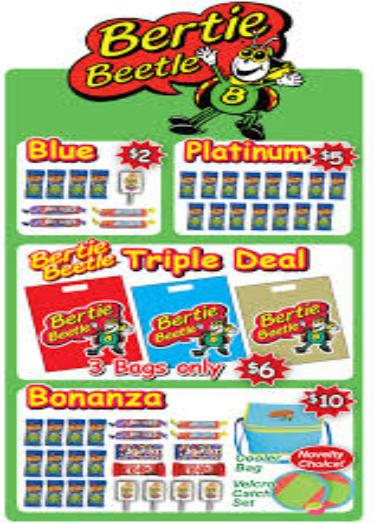 Bertie
Beetle
8
Blue $2
Platinum $5
Bertie
Beetle
Triple Deal
Bertie
Beetle
Bertie
Beetle
Bertie
Beetle
3 Bags only $6
Bonanza $10
Cooler
Bag
Novelty
Choice!
Velcro
Catch
Set